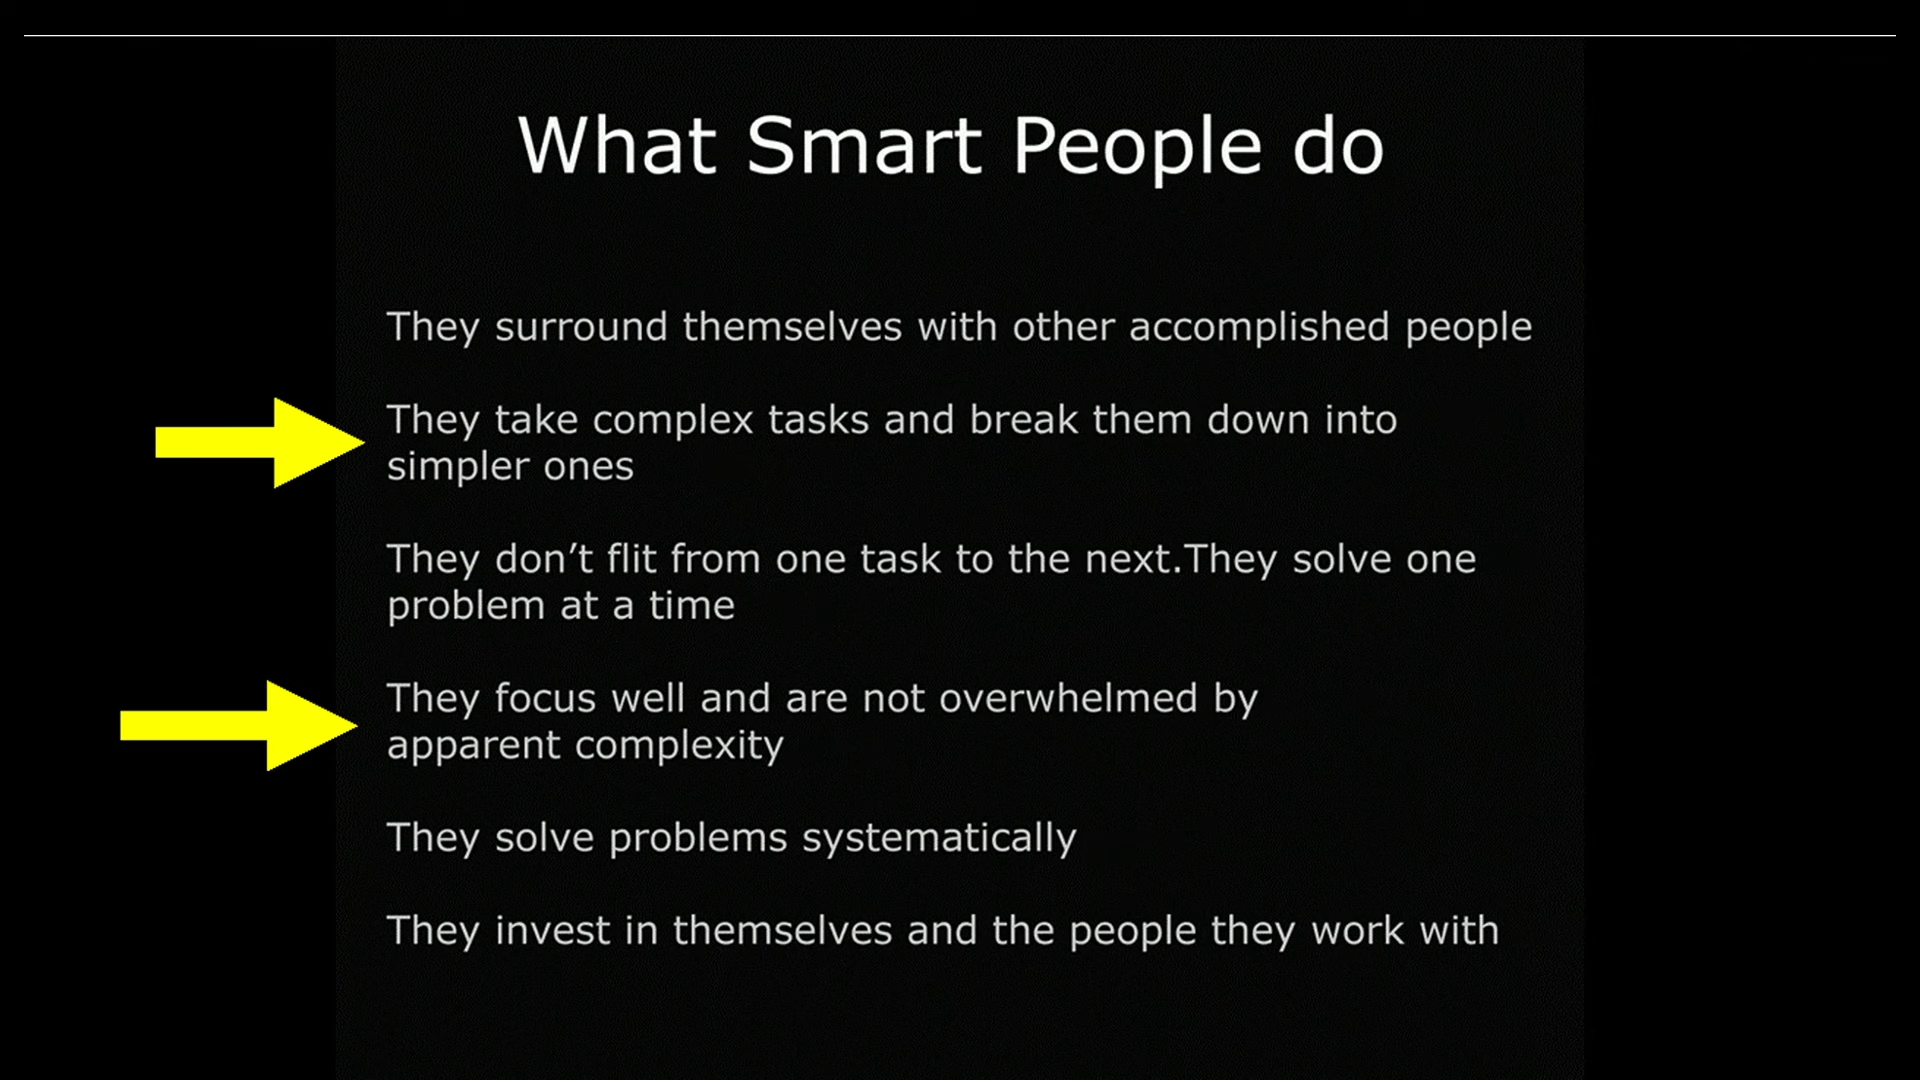 What Smart People do
They surround themselves with other accomplished people
They take complex tasks and break them down into
simpler ones
They don’t flit from one task to the next.They solve one
problem at a time
They focus well and are not overwhelmed by
apparent complexity
They solve problems systematically
They invest in themselves and the people they work with